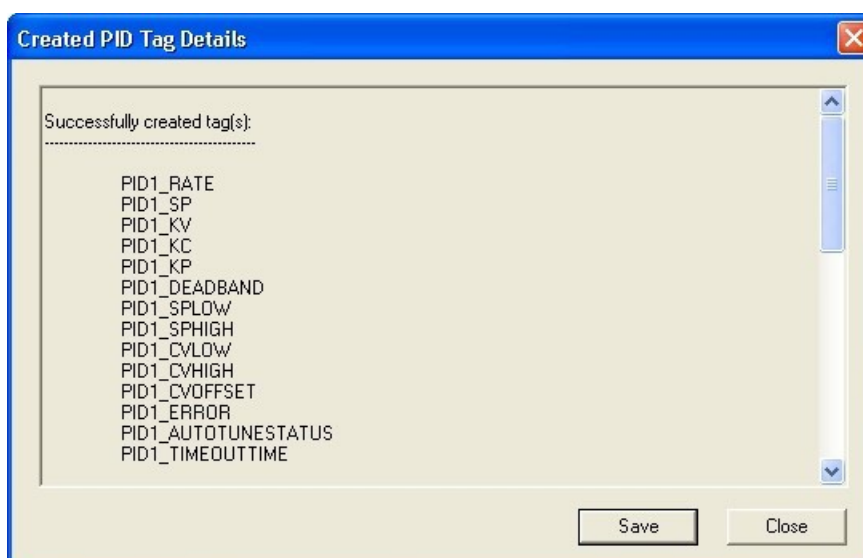 Created PID Tag Details
Successfully created tag(s):
------------------------------------------
PID1_RATE
PID1_SP
PID1_KV
PID1_KC
PID1_KP
PID1_DEADBAND
PID1_SPLOW
PID1_SPHIGH
PID1_CVLOW
PID1_CVHIGH
PID1_CVOFFSET
PID1_ERROR
PID1_AUTOTUNESTATUS
PID1_TIMEOUTTIME
Save
Close